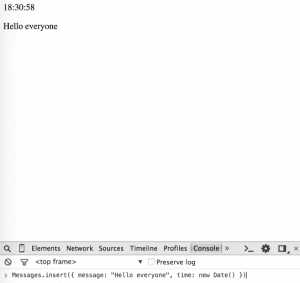 18:30:58
Hello everyone
Elements Network Sources Timeline Profiles Console »
<top frame> ▼ Preserve log
> Messages.insert({ message: "Hello everyone", time: new Date() })